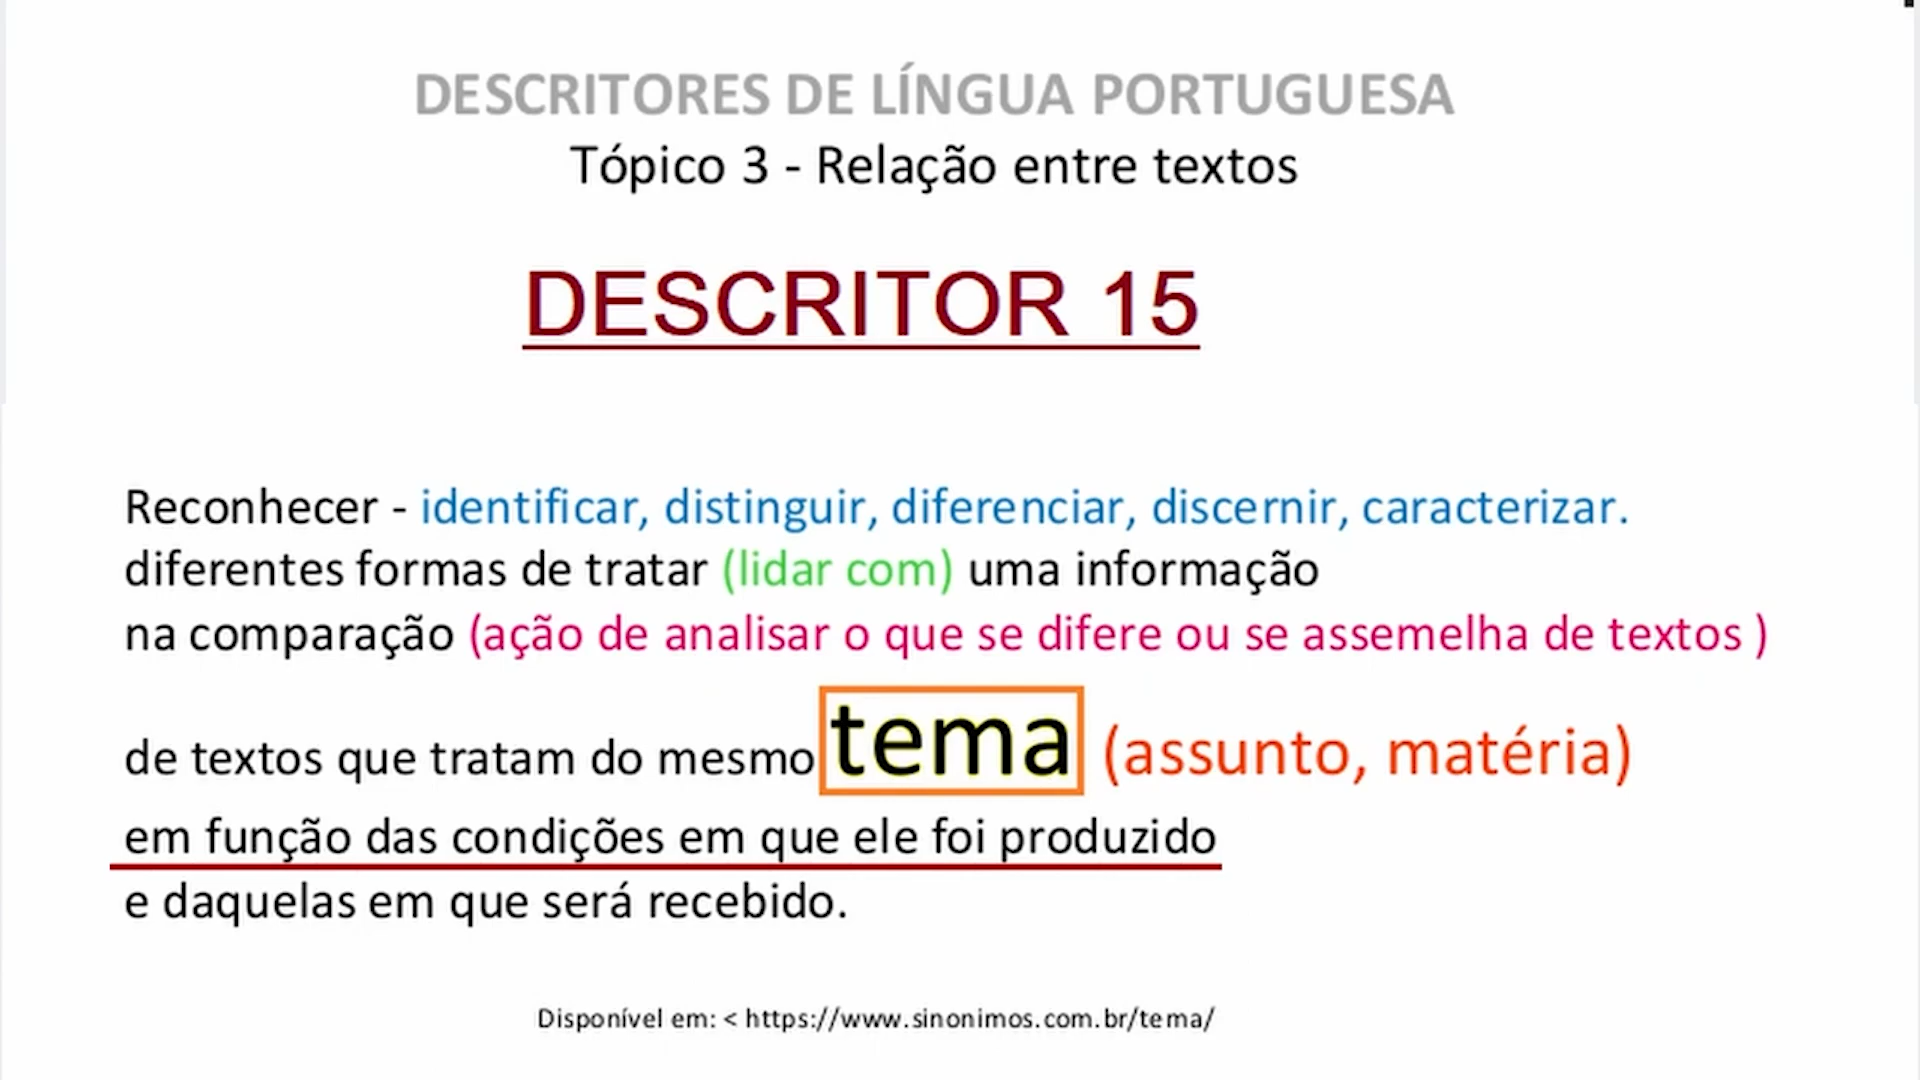 DESCRITORES DE LÍNGUA PORTUGUESA
Tópico 3 - Relação entre textos
DESCRITOR 15
Reconhecer - identificar, distinguir, diferenciar, discernir, caracterizar.
diferentes formas de tratar (lidar com) uma informação
na comparação (ação de analisar o que se difere ou se assemelha de textos )
de textos que tratam do mesmo tema (assunto, matéria)
em função das condições em que ele foi produzido
e daquelas em que será recebido.
Disponível em: < https://www.sinonimos.com.br/tema/